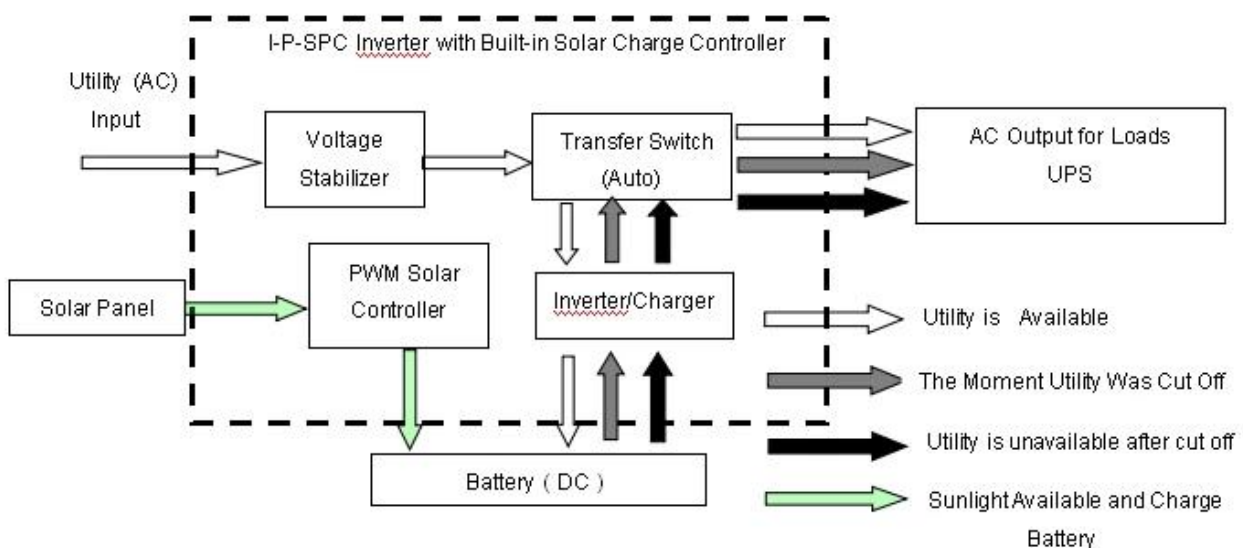 I-P-SPC Inverter with Built-in Solar Charge Controller
Utility (AC)
Input
Voltage
Stabilizer
Transfer Switch
(Auto)
AC Output for Loads
UPS
Solar Panel
PWM Solar
Controller
Inverter/Charger
Battery ( DC )
Utility is Available
The Moment Utility Was Cut Off
Utility is unavailable after cut off
Sunlight Available and Charge
Battery